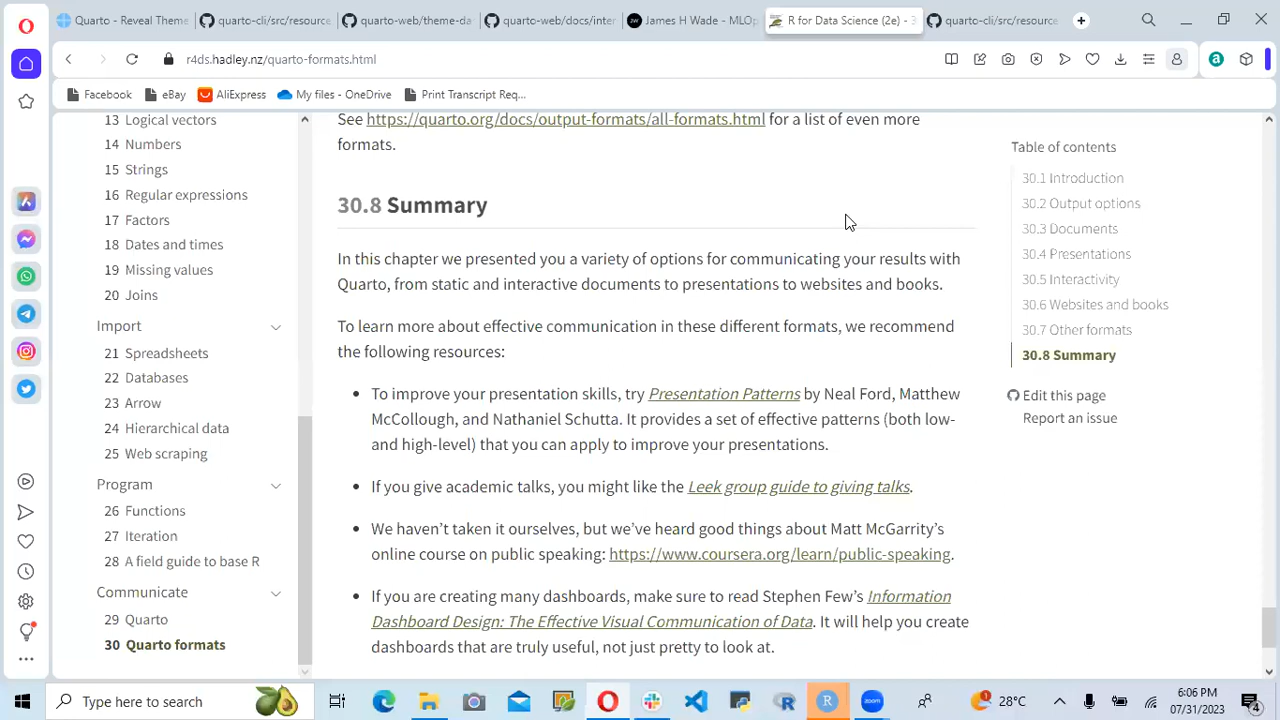 Quarto - Reveal Theme
quarto-cli/src/resource
quarto-web/theme-da
quarto-web/docs/inter
James H Wade - MLOp
R for Data Science (2e) - 3
quarto-cli/src/resource
r4ds.hadley.nz/quarto-formats.html
Facebook
eBay
AliExpress
My files - OneDrive
Print Transcript Req...
13 Logical vectors
14 Numbers
15 Strings
16 Regular expressions
17 Factors
18 Dates and times
19 Missing values
20 Joins
Import
21 Spreadsheets
22 Databases
23 Arrow
24 Hierarchical data
25 Web scraping
Program
26 Functions
27 Iteration
28 A field guide to base R
Communicate
29 Quarto
30 Quarto formats
See https://quarto.org/docs/output-formats/all-formats.html for a list of even more
formats.
30.8 Summary
In this chapter we presented you a variety of options for communicating your results with
Quarto, from static and interactive documents to presentations to websites and books.
To learn more about effective communication in these different formats, we recommend
the following resources:
• To improve your presentation skills, try Presentation Patterns by Neal Ford, Matthew
McCollough, and Nathaniel Schutta. It provides a set of effective patterns (both low-
and high-level) that you can apply to improve your presentations.
• If you give academic talks, you might like the Leek group guide to giving talks.
• We haven’t taken it ourselves, but we’ve heard good things about Matt McGarrity’s
online course on public speaking: https://www.coursera.org/learn/public-speaking.
• If you are creating many dashboards, make sure to read Stephen Few’s Information
Dashboard Design: The Effective Visual Communication of Data. It will help you create
dashboards that are truly useful, not just pretty to look at.
Table of contents
30.1 Introduction
30.2 Output options
30.3 Documents
30.4 Presentations
30.5 Interactivity
30.6 Websites and books
30.7 Other formats
30.8 Summary
Edit this page
Report an issue
Type here to search
zoom
28°C
6:06 PM
07/31/2023
4